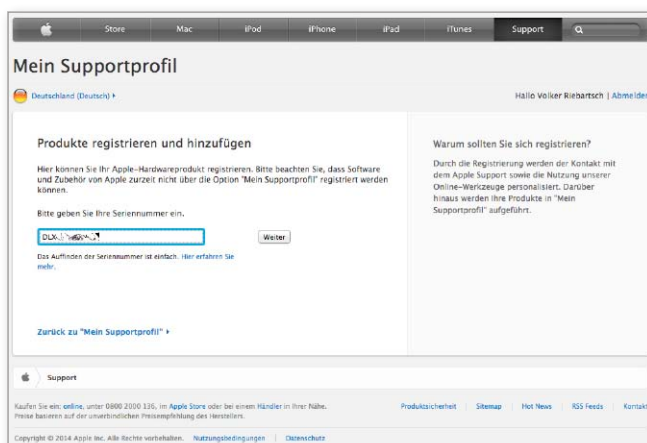 Store Mac iPod iPhone iPad iTunes Support
Mein Supportprofil
Deutschland (Deutsch)
Hallo Volker Riebartsch | Abmelden
Produkte registrieren und hinzufügen
Hier können Sie Ihr Apple-Hardwareprodukt registrieren. Bitte beachten Sie, dass Software
und Zubehör von Apple zurzeit nicht über die Option "Mein Supportprofil" registriert werden
können.
Bitte geben Sie Ihre Seriennummer ein.
DLX
Weiter
Das Auffinden der Seriennummer ist einfach. Hier erfahren Sie
mehr.
Zurück zu "Mein Supportprofil"
Warum sollten Sie sich registrieren?
Durch die Registrierung werden der Kontakt mit
dem Apple Support sowie die Nutzung unserer
Online-Werkzeuge personalisiert. Darüber
hinaus werden Ihre Produkte in "Mein
Supportprofil" aufgeführt.
Support
Kaufen Sie ein: online, unter 0800 2000 136, im Apple Store oder bei einem Händler in Ihrer Nähe.
Preise basieren auf der unverbindlichen Preisempfehlung des Herstellers.
Produktsicherheit | Sitemap | Hot News | RSS Feeds | Kontakt
Copyright © 2014 Apple Inc. Alle Rechte vorbehalten. Nutzungsbedingungen | Datenschutz